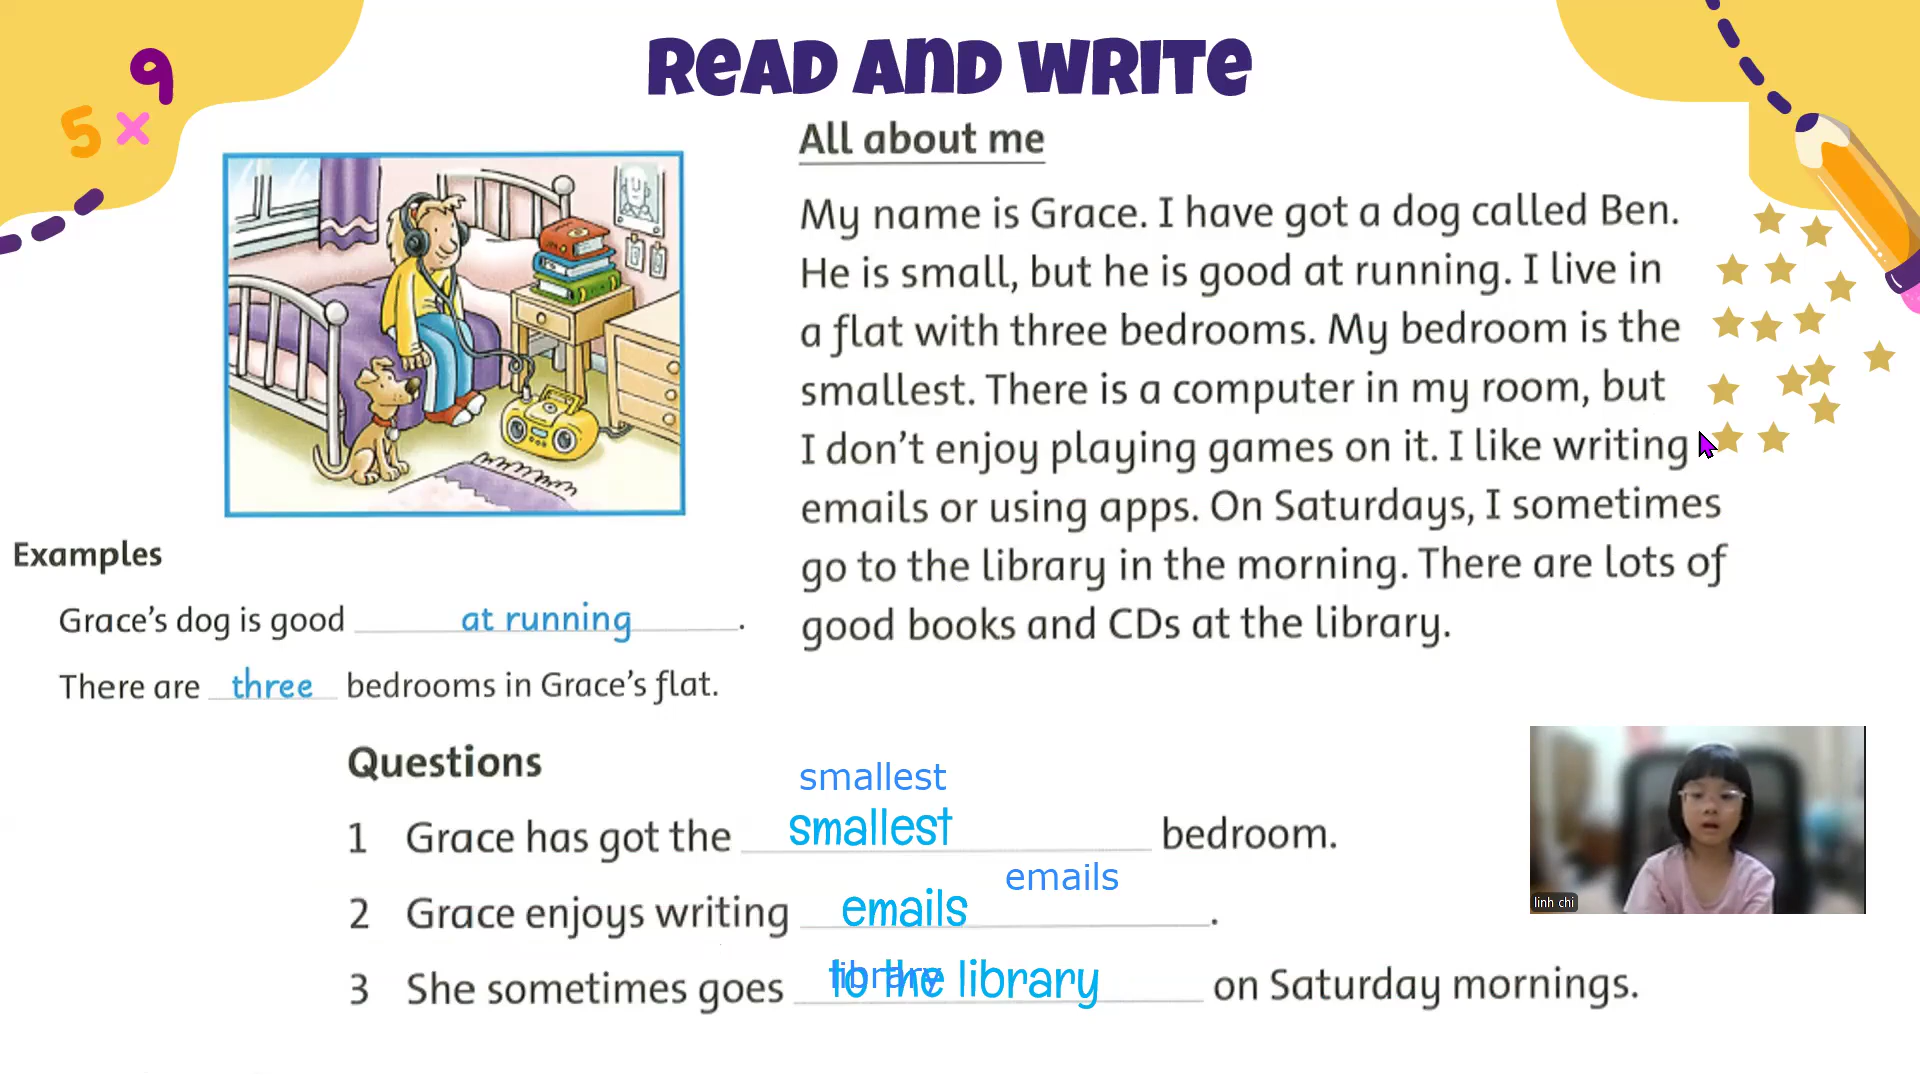 READ AND WRITE
5 x 9
All about me
My name is Grace. I have got a dog called Ben.
He is small, but he is good at running. I live in
a flat with three bedrooms. My bedroom is the
smallest. There is a computer in my room, but
I don't enjoy playing games on it. I like writing
emails or using apps. On Saturdays, I sometimes
go to the library in the morning. There are lots of
good books and CDs at the library.
Examples
Grace's dog is good at running.
There are three bedrooms in Grace's flat.
Questions
smallest
1 Grace has got the smallest bedroom.
emails
2 Grace enjoys writing emails.
library
3 She sometimes goes to the library on Saturday mornings.
linh chi